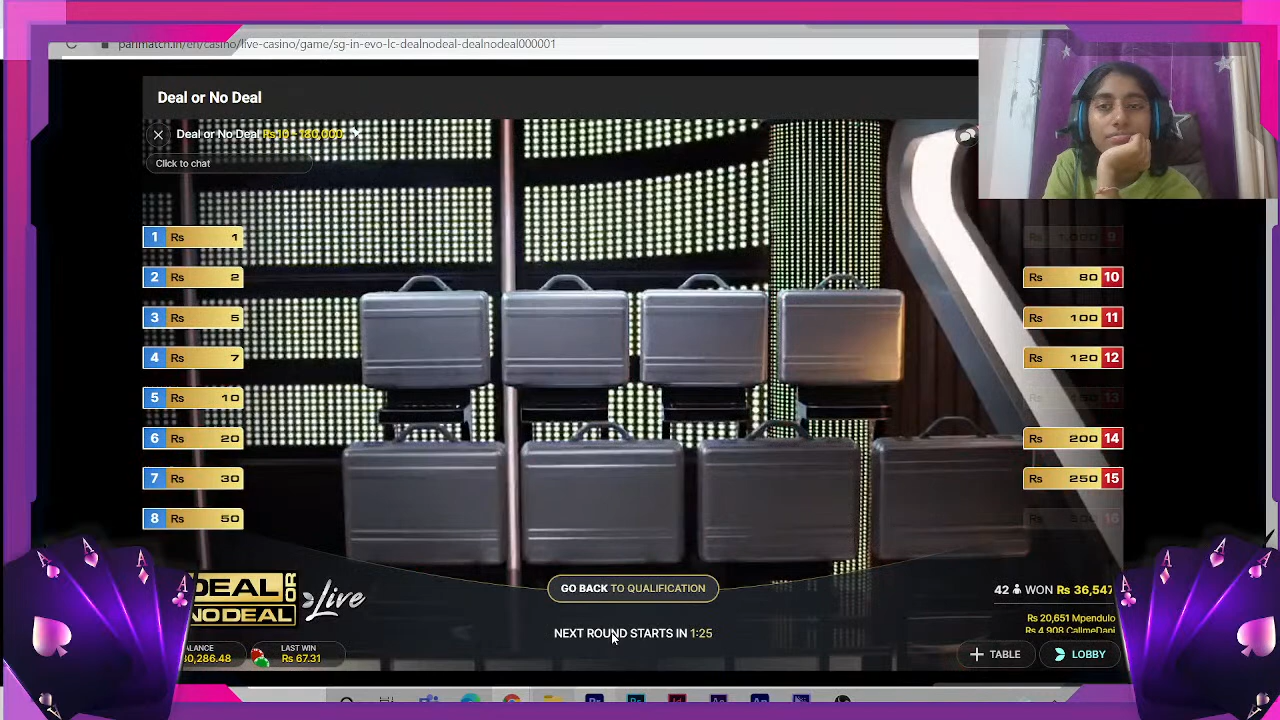 parimatch.in/en/casino/live-casino/game/sg-in-evo-lc-dealnodeal-dealnodeal000001
Deal or No Deal
Deal or No Deal Rs 10 - 180,000
Click to chat
1 Rs 1
2 Rs 2
3 Rs 5
4 Rs 7
5 Rs 10
6 Rs 20
7 Rs 30
8 Rs 50
Rs 80 10
Rs 100 11
Rs 120 12
Rs 200 14
Rs 250 15
DEAL OR
NO DEAL
Live
GO BACK TO QUALIFICATION
NEXT ROUND STARTS IN 1:25
42 WON Rs 36,547
Rs 20,651 Mpendulo
Rs 4,908 CallmeDani
LAST WIN
Rs 67.31
TABLE
LOBBY